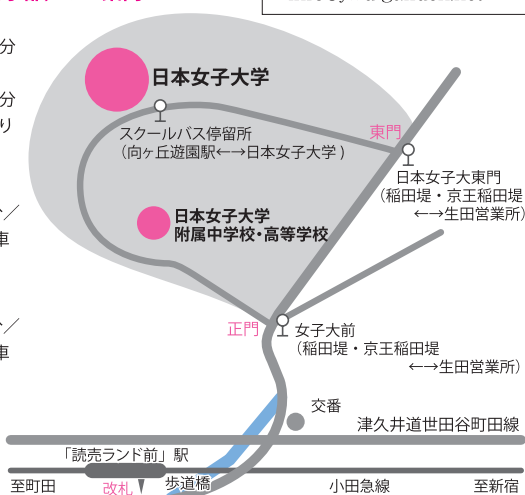 分
分
り
／
車
／
車
日本女子大学
スクールバス停留所
（向ヶ丘遊園駅←→日本女子大学 )
東門
日本女子大東門
（稲田堤・京王稲田堤
←→生田営業所）
日本女子大学
附属中学校・高等学校
正門
女子大前
（稲田堤・京王稲田堤
←→生田営業所）
交番
津久井道世田谷町田線
「読売ランド前」駅
歩道橋
至町田
改札
小田急線
至新宿